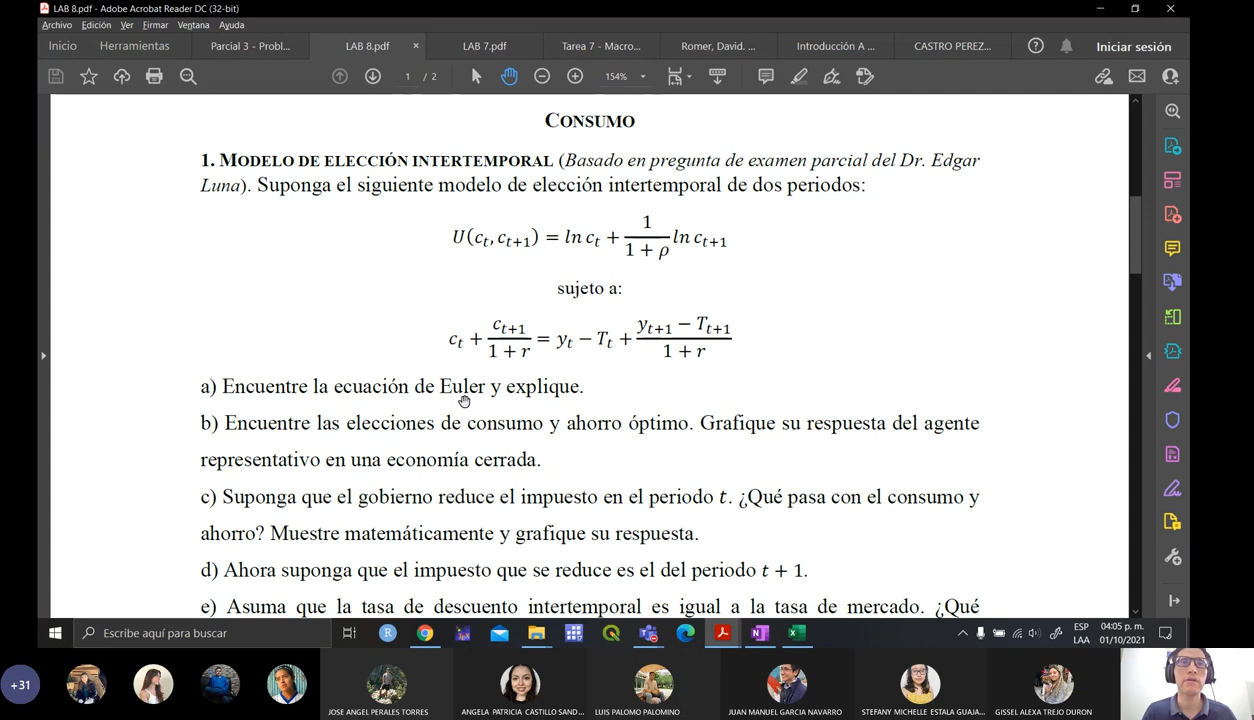 LAB 8.pdf - Adobe Acrobat Reader DC (32-bit)
Archivo Edición Ver Firmar Ventana Ayuda
Inicio Herramientas Parcial 3 - Probl... LAB 8.pdf × LAB 7.pdf Tarea 7 - Macro... Romer, David. ... Introducción A ... CASTRO PEREZ... Iniciar sesión
1 / 2 154%
CONSUMO
1. MODELO DE ELECCIÓN INTERTEMPORAL (Basado en pregunta de examen parcial del Dr. Edgar
Luna). Suponga el siguiente modelo de elección intertemporal de dos periodos:
U(c_t, c_{t+1}) = ln c_t + \frac{1}{1 + ρ} ln c_{t+1}
sujeto a:
c_t + \frac{c_{t+1}}{1 + r} = y_t − T_t + \frac{y_{t+1} − T_{t+1}}{1 + r}
a) Encuentre la ecuación de Euler y explique.
b) Encuentre las elecciones de consumo y ahorro óptimo. Grafique su respuesta del agente
representativo en una economía cerrada.
c) Suponga que el gobierno reduce el impuesto en el periodo t. ¿Qué pasa con el consumo y
ahorro? Muestre matemáticamente y grafique su respuesta.
d) Ahora suponga que el impuesto que se reduce es el del periodo t + 1.
e) Asuma que la tasa de descuento intertemporal es igual a la tasa de mercado. ¿Qué
Escribe aquí para buscar
ESP 04:05 p. m.
LAA 01/10/2021
+31
JOSE ANGEL PERALES TORRES ANGELA PATRICIA CASTILLO SAND... LUIS PALOMO PALOMINO JUAN MANUEL GARCIA NAVARRO STEFANY MICHELLE ESTALA GUAJA... GISSEL ALEXA TREJO DURON